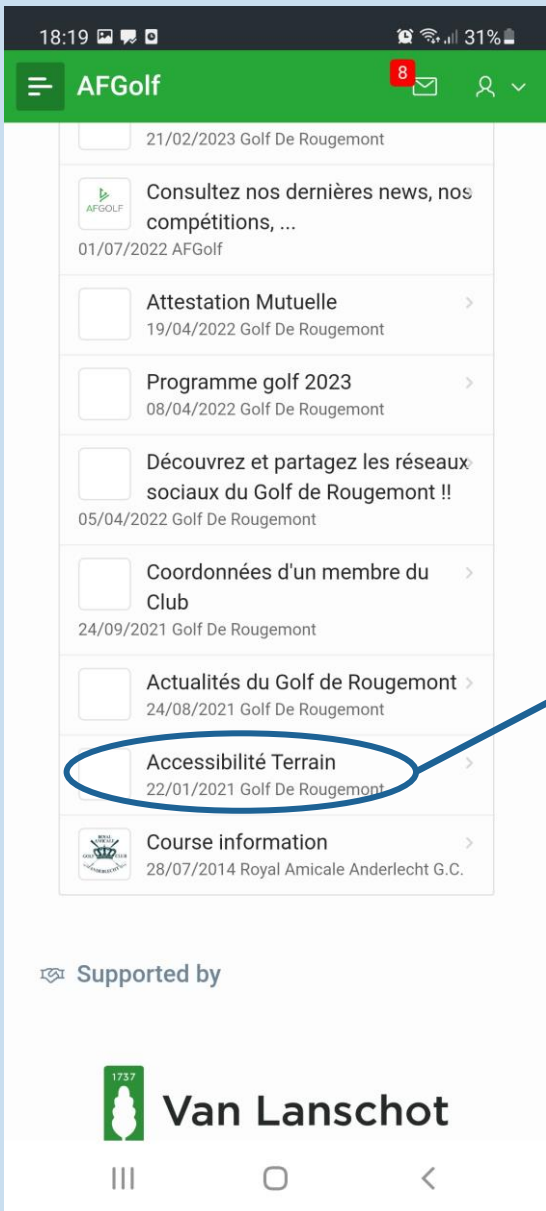 18:19 31%
AFGolf 8
21/02/2023 Golf De Rougemont
AFGOLF
Consultez nos dernières news, nos
compétitions, ...
01/07/2022 AFGolf
Attestation Mutuelle
19/04/2022 Golf De Rougemont
Programme golf 2023
08/04/2022 Golf De Rougemont
Découvrez et partagez les réseaux
sociaux du Golf de Rougemont !!
05/04/2022 Golf De Rougemont
Coordonnées d'un membre du
Club
24/09/2021 Golf De Rougemont
Actualités du Golf de Rougemont
24/08/2021 Golf De Rougemont
Accessibilité Terrain
22/01/2021 Golf De Rougemont
Course information
28/07/2014 Royal Amicale Anderlecht G.C.
Supported by
1737
Van Lanschot